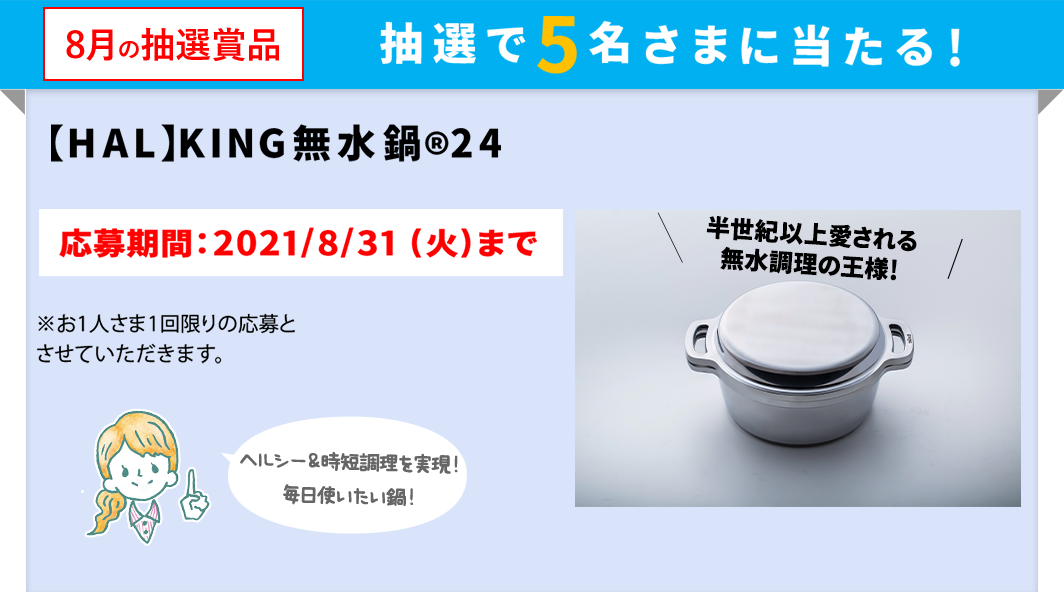 8月の抽選賞品
抽選で5名さまに当たる!
【HAL】KING無水鍋®24
応募期間：2021/8/31（火）まで
半世紀以上愛される
無水調理の王様!
※お1人さま1回限りの応募と
させていただきます。
ヘルシー&時短調理を実現!
毎日使いたい鍋!